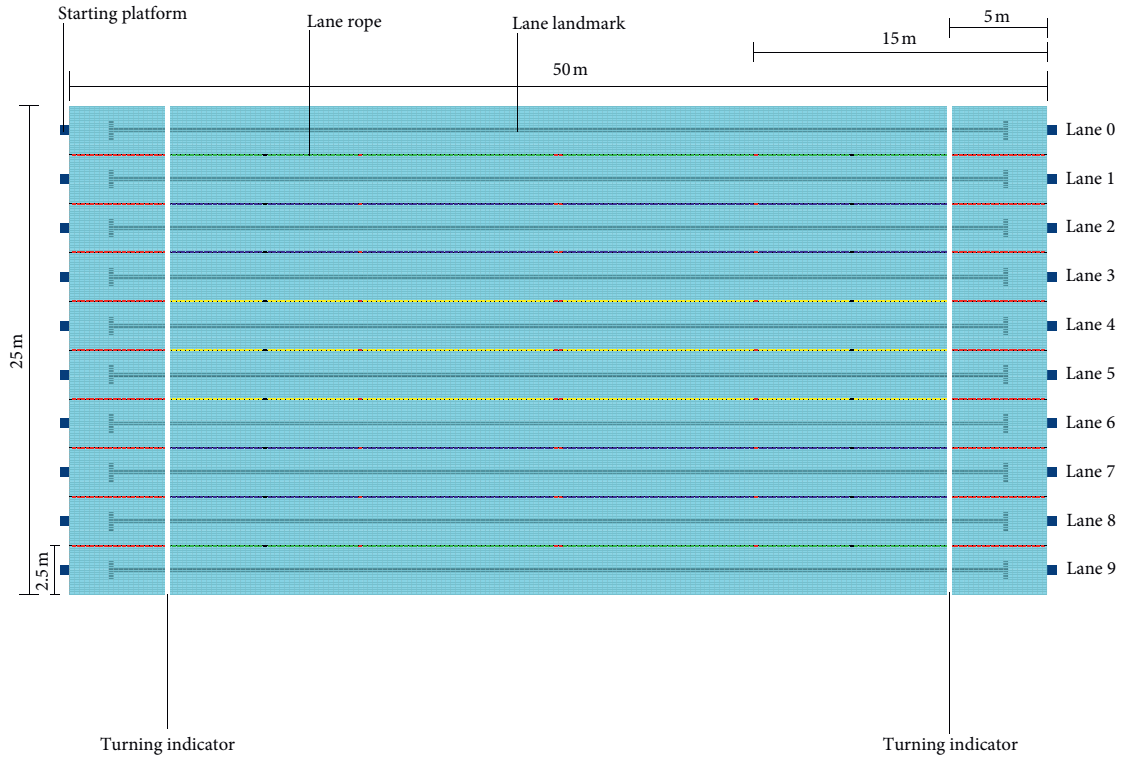 Starting platform
Lane rope
Lane landmark
5 m
15 m
50 m
Lane 0
Lane 1
Lane 2
Lane 3
Lane 4
Lane 5
Lane 6
Lane 7
Lane 8
Lane 9
25 m
2.5 m
Turning indicator
Turning indicator